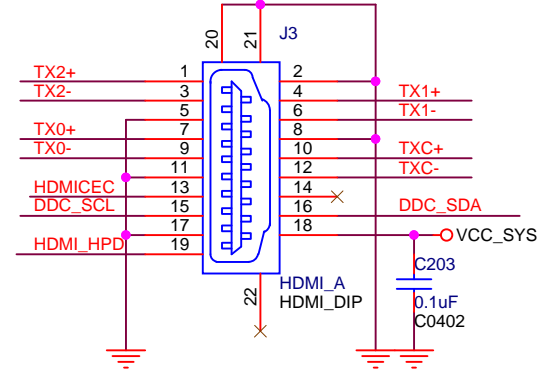 J3
20
21
TX2+
1
2
TX2-
3
4
TX1+
5
6
TX1-
TX0+
7
8
TX0-
9
10
TXC+
11
12
TXC-
HDMICEC
13
14
DDC_SCL
15
16
DDC_SDA
17
18
VCC_SYS
HDMI_HPD
19
C203
22
HDMI_A
HDMI_DIP
0.1uF
C0402